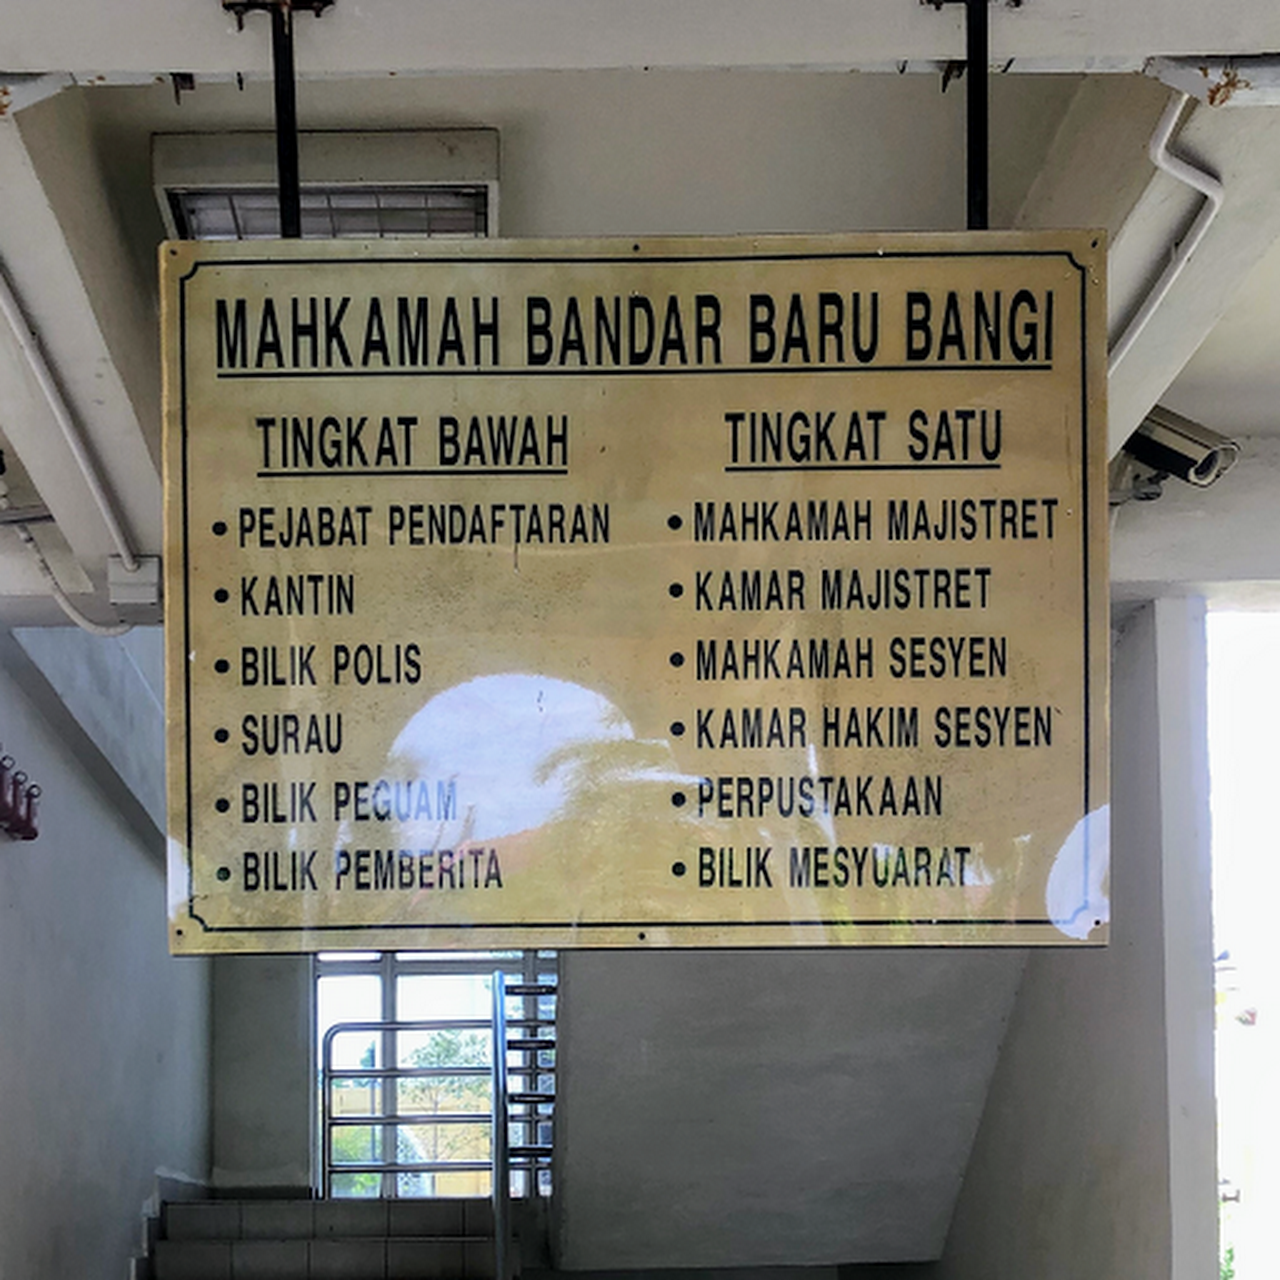 MAHKAMAH BANDAR BARU BANGI
TINGKAT BAWAH
• PEJABAT PENDAFTARAN
• KANTIN
• BILIK POLIS
• SURAU
• BILIK PEGUAM
• BILIK PEMBERITA
TINGKAT SATU
• MAHKAMAH MAJISTRET
• KAMAR MAJISTRET
• MAHKAMAH SESYEN
• KAMAR HAKIM SESYEN
• PERPUSTAKAAN
• BILIK MESYUARAT